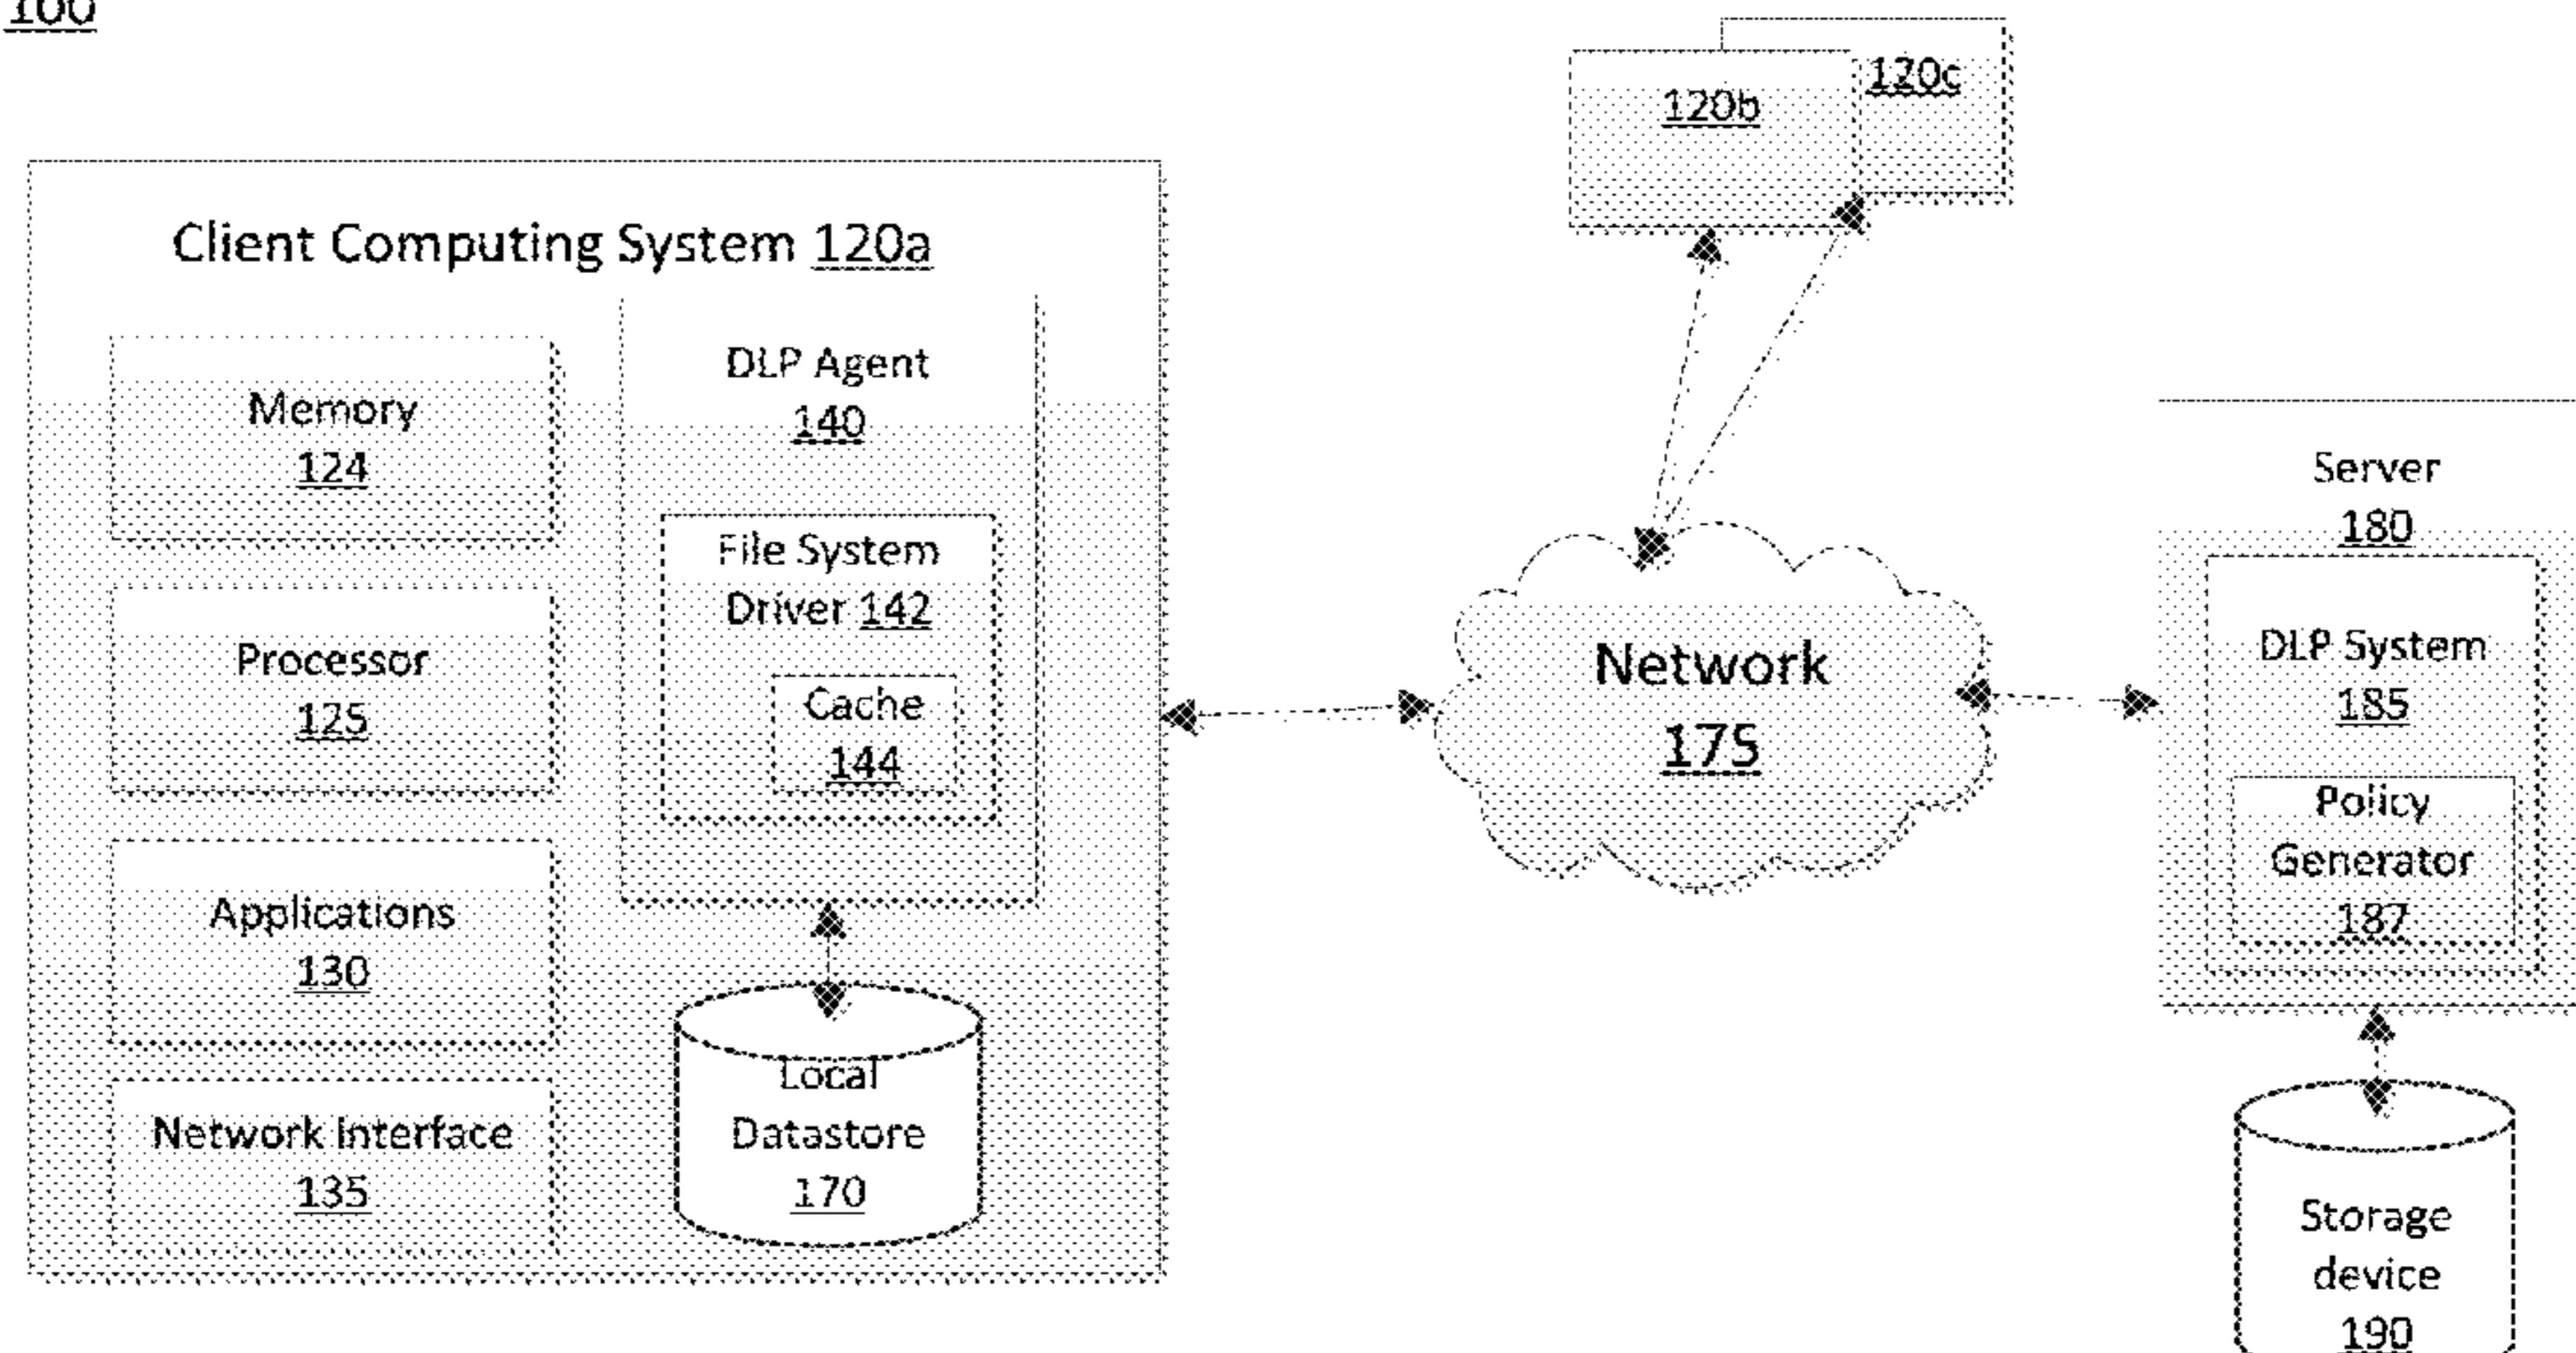 100
120b
120c
Client Computing System 120a
Memory
124
Processor
125
Applications
130
Network Interface
135
DLP Agent
140
File System
Driver 142
Cache
144
Local
Datastore
170
Network
175
Server
180
DLP System
185
Policy
Generator
187
Storage
device
190